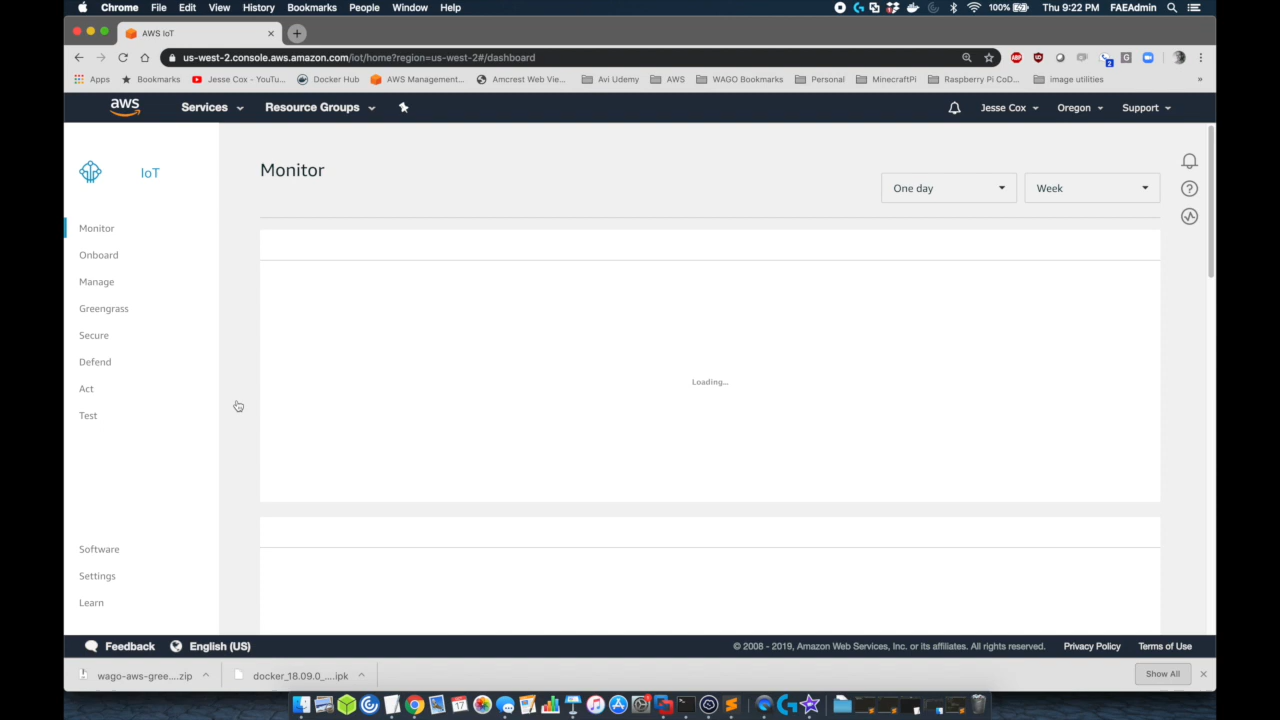 Chrome File Edit View History Bookmarks People Window Help 100% Thu 9:22 PM FAEAdmin
AWS IoT
us-west-2.console.aws.amazon.com/iot/home?region=us-west-2#/dashboard
Apps Bookmarks Jesse Cox - YouTu... Docker Hub AWS Management... Amcrest Web Vie... Avi Udemy AWS WAGO Bookmarks Personal MinecraftPi Raspberry Pi CoD... image utilities »
aws Services Resource Groups Jesse Cox Oregon Support
IoT
Monitor
Onboard
Manage
Greengrass
Secure
Defend
Act
Test
Software
Settings
Learn
Monitor
One day Week
Loading...
Feedback English (US) © 2008 - 2019, Amazon Web Services, Inc. or its affiliates. All rights reserved. Privacy Policy Terms of Use
wago-aws-gree....zip docker_18.09.0_....ipk Show All